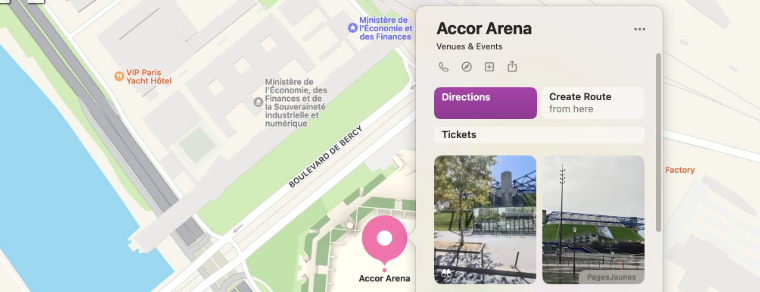 Ministère de
l'Économie et
des Finances
VIP Paris
Yacht Hôtel
Ministère de
l'Économie, des
Finances et de
la Souveraineté
industrielle et
numérique
BOULEVARD DE BERCY
Accor Arena
Accor Arena
Venues & Events
Directions
Create Route
from here
Tickets
PagesJaunes
Factory